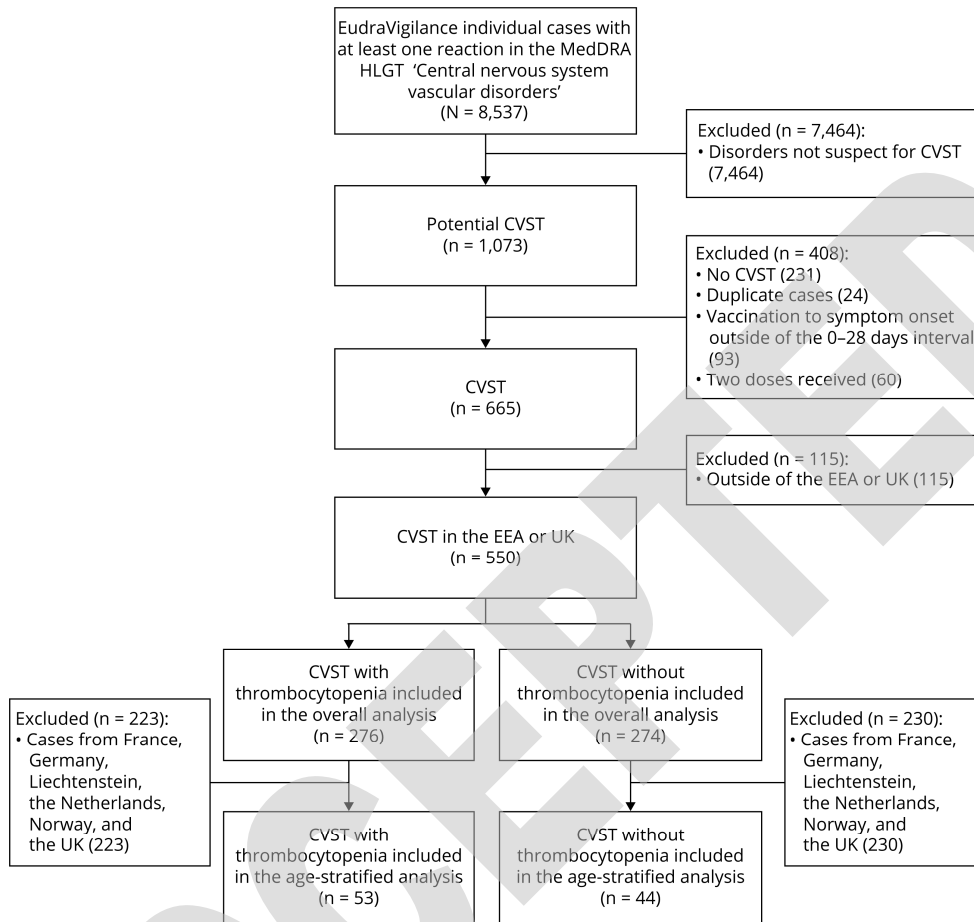 EudraVigilance individual cases with
at least one reaction in the MedDRA
HLGT 'Central nervous system
vascular disorders'
(N = 8,537)
Excluded (n = 7,464):
• Disorders not suspect for CVST
(7,464)
Potential CVST
(n = 1,073)
Excluded (n = 408):
• No CVST (231)
• Duplicate cases (24)
• Vaccination to symptom onset
outside of the 0–28 days interval
(93)
• Two doses received (60)
CVST
(n = 665)
Excluded (n = 115):
• Outside of the EEA or UK (115)
CVST in the EEA or UK
(n = 550)
CVST with
thrombocytopenia included
in the overall analysis
(n = 276)
CVST without
thrombocytopenia included
in the overall analysis
(n = 274)
Excluded (n = 223):
• Cases from France,
Germany,
Liechtenstein,
the Netherlands,
Norway, and
the UK (223)
Excluded (n = 230):
• Cases from France,
Germany,
Liechtenstein,
the Netherlands,
Norway, and
the UK (230)
CVST with
thrombocytopenia included
in the age-stratified analysis
(n = 53)
CVST without
thrombocytopenia included
in the age-stratified analysis
(n = 44)
CCEPTED